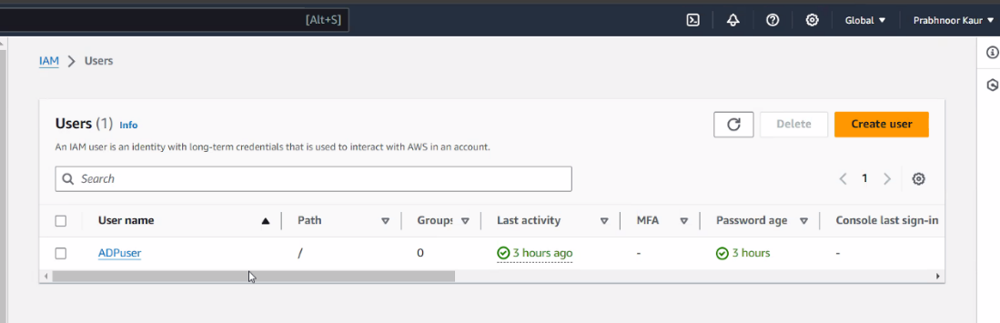 [Alt+S] Global Prabhnoor Kaur
IAM > Users
Users (1) Info
Delete Create user
An IAM user is an identity with long-term credentials that is used to interact with AWS in an account.
Search
1
User name Path Groups Last activity MFA Password age Console last sign-in
ADPuser / 0 3 hours ago - 3 hours -